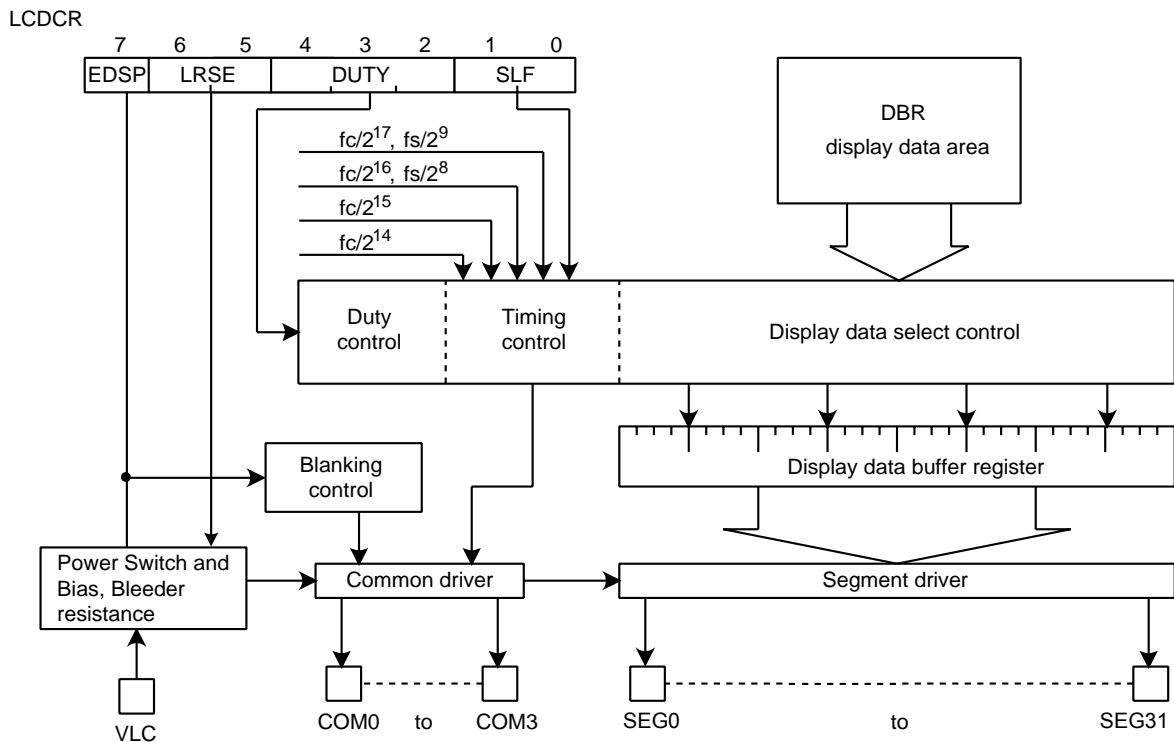 LCDCR
7 6 5 4 3 2 1 0
EDSP LRSE DUTY SLF
DBR
display data area
fc/2^17, fs/2^9
fc/2^16, fs/2^8
fc/2^15
fc/2^14
Duty
control
Timing
control
Display data select control
Display data buffer register
Blanking
control
Power Switch and
Bias, Bleeder
resistance
Common driver
Segment driver
VLC
COM0 to COM3
SEG0 to SEG31